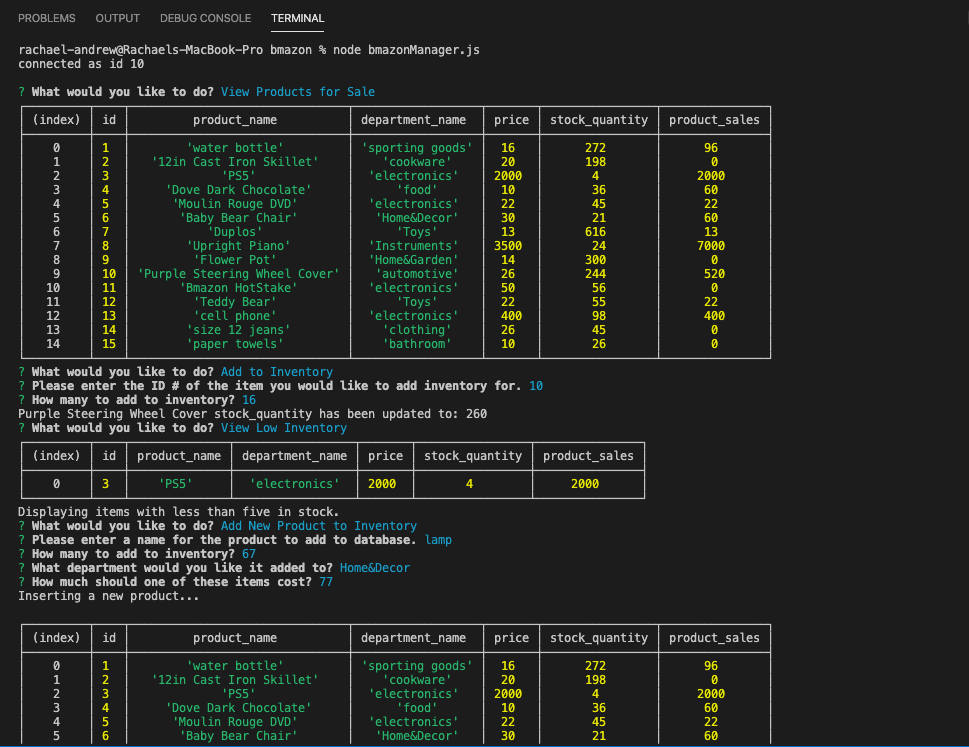 PROBLEMS OUTPUT DEBUG CONSOLE TERMINAL
rachael-andrew@Rachaels-MacBook-Pro bmazon % node bmazonManager.js
connected as id 10
? What would you like to do? View Products for Sale
(index) id product_name department_name price stock_quantity product_sales
0 1 'water bottle' 'sporting goods' 16 272 96
1 2 '12in Cast Iron Skillet' 'cookware' 20 198 0
2 3 'PS5' 'electronics' 2000 4 2000
3 4 'Dove Dark Chocolate' 'food' 10 36 60
4 5 'Moulin Rouge DVD' 'electronics' 22 45 22
5 6 'Baby Bear Chair' 'Home&Decor' 30 21 60
6 7 'Duplos' 'Toys' 13 616 13
7 8 'Upright Piano' 'Instruments' 3500 24 7000
8 9 'Flower Pot' 'Home&Garden' 14 300 0
9 10 'Purple Steering Wheel Cover' 'automotive' 26 244 520
10 11 'Bmazon HotStake' 'electronics' 50 56 0
11 12 'Teddy Bear' 'Toys' 22 55 22
12 13 'cell phone' 'electronics' 400 98 400
13 14 'size 12 jeans' 'clothing' 26 45 0
14 15 'paper towels' 'bathroom' 10 26 0
? What would you like to do? Add to Inventory
? Please enter the ID # of the item you would like to add inventory for. 10
? How many to add to inventory? 16
Purple Steering Wheel Cover stock_quantity has been updated to: 260
? What would you like to do? View Low Inventory
(index) id product_name department_name price stock_quantity product_sales
0 3 'PS5' 'electronics' 2000 4 2000
Displaying items with less than five in stock.
? What would you like to do? Add New Product to Inventory
? Please enter a name for the product to add to database. lamp
? How many to add to inventory? 67
? What department would you like it added to? Home&Decor
? How much should one of these items cost? 77
Inserting a new product...
(index) id product_name department_name price stock_quantity product_sales
0 1 'water bottle' 'sporting goods' 16 272 96
1 2 '12in Cast Iron Skillet' 'cookware' 20 198 0
2 3 'PS5' 'electronics' 2000 4 2000
3 4 'Dove Dark Chocolate' 'food' 10 36 60
4 5 'Moulin Rouge DVD' 'electronics' 22 45 22
5 6 'Baby Bear Chair' 'Home&Decor' 30 21 60